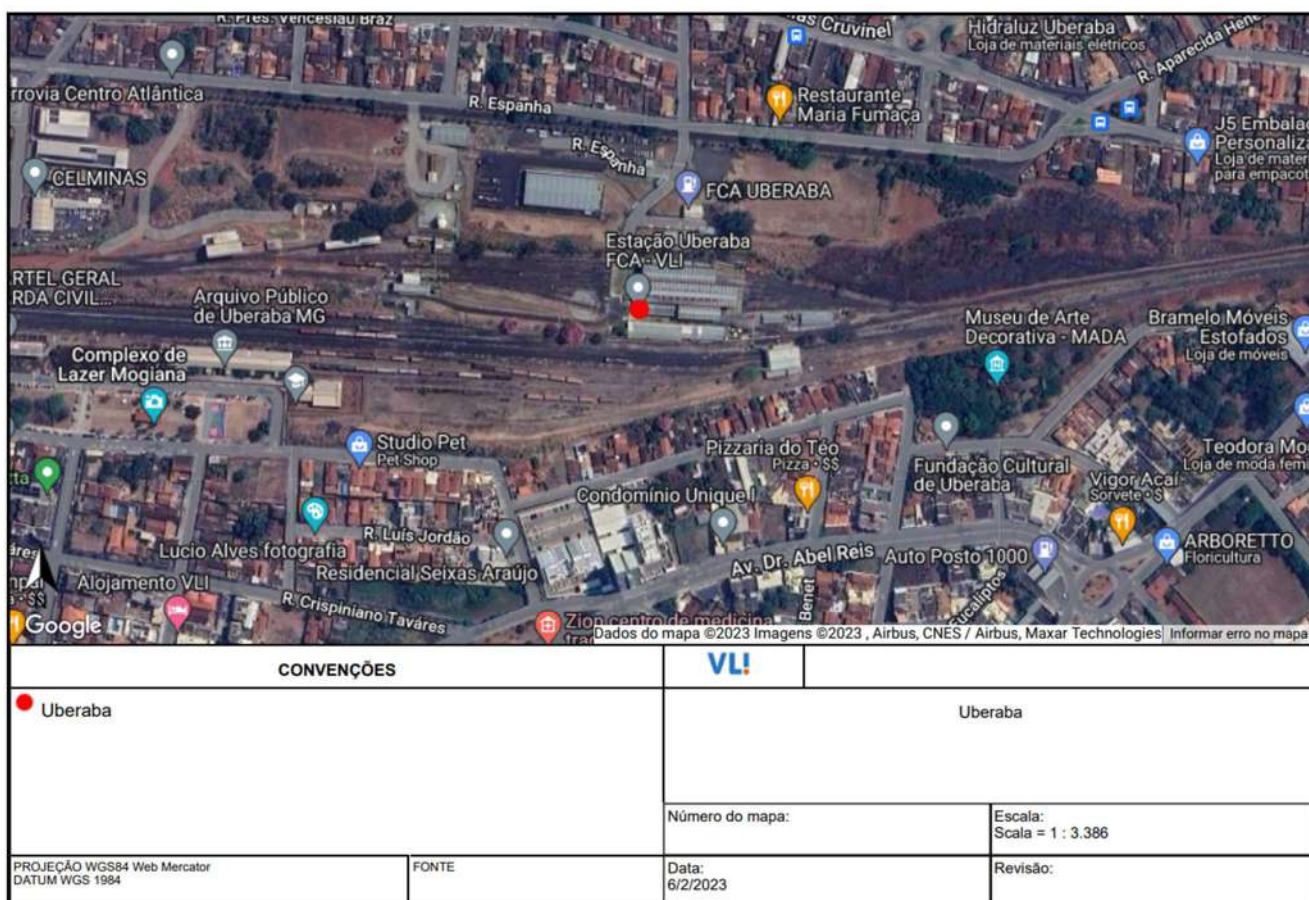 R. Pres. Venceslau Braz
Cruvinel
Hidraluz Uberaba
Loja de materiais elétricos
R. Aparecida
rrovia Centro Atlântica
R. Espanha
Restaurante
Maria Fumaça
J5 Embala
Personaliza
Loja de mater
para empacot
R. Espanha
CELMINAS
FCA UBERABA
Estação Uberaba
FCA - VLI
RTEL GERAL
RDA CIVIL...
Arquivo Público
de Uberaba MG
Museu de Arte
Decorativa - MADA
Bramelo Móveis
Estofados
Loja de móveis
Complexo de
Lazer Mogiana
Studio Pet
Pet Shop
Pizzaria do Téo
Pizza • $$
Teodora Mo
Loja de moda fem
Fundação Cultural
de Uberaba
Vigor Açaí
Sorvete • $
Condomínio Unique I
R. Luís Jordão
Lucio Alves fotografia
Residencial Seixas Araújo
Av. Dr. Abel Reis
Auto Posto 1000
ARBORETTO
Floricultura
Alojamento VLI
R. Crispiniano Taváres
Benet
Eucaliptos
Google
Zion centro de medicina
Dados do mapa ©2023 Imagens ©2023 , Airbus, CNES / Airbus, Maxar Technologies Informar erro no mapa
CONVENÇÕES
VL!
Uberaba
Uberaba
Número do mapa:
Escala:
Scala = 1 : 3.386
PROJEÇÃO WGS84 Web Mercator
DATUM WGS 1984
FONTE
Data:
6/2/2023
Revisão: